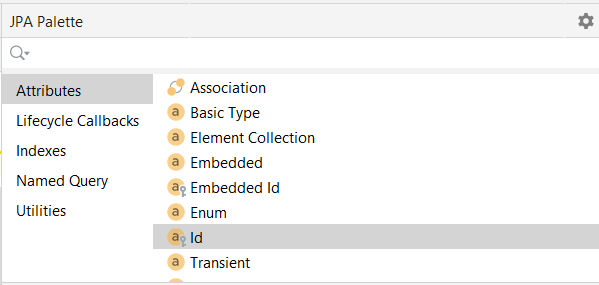 JPA Palette
Attributes
Lifecycle Callbacks
Indexes
Named Query
Utilities
Association
Basic Type
Element Collection
Embedded
Embedded Id
Enum
Id
Transient